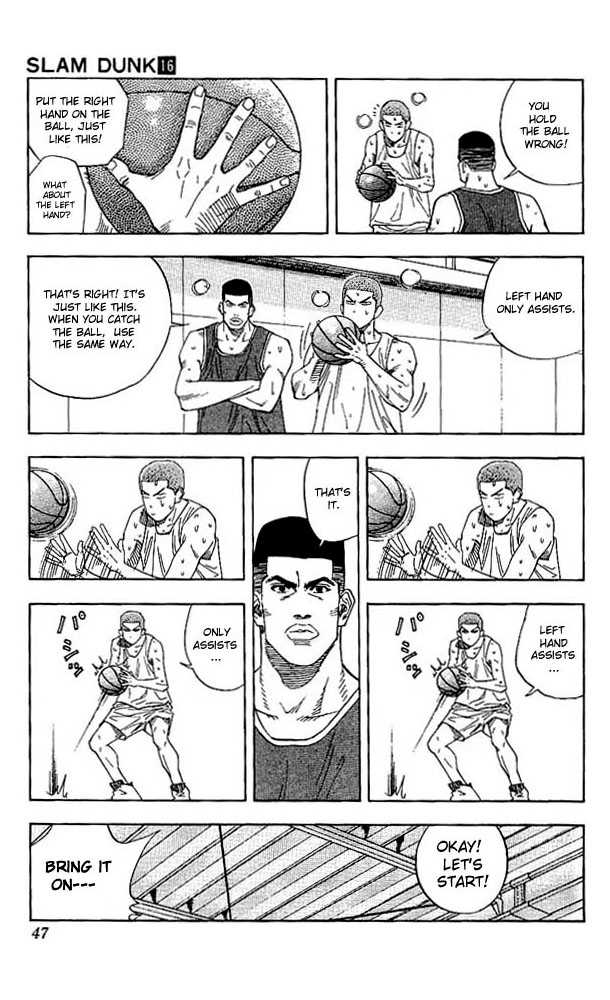 SLAM DUNK 16
YOU
HOLD
THE BALL
WRONG!
PUT THE RIGHT
HAND ON THE
BALL, JUST
LIKE THIS!
WHAT
ABOUT
THE LEFT
HAND?
LEFT HAND
ONLY ASSISTS.
THAT'S RIGHT! IT'S
JUST LIKE THIS.
WHEN YOU CATCH
THE BALL, USE
THE SAME WAY.
LEFT
HAND
ASSISTS
...
THAT'S
IT.
ONLY
ASSISTS
...
OKAY!
LET'S
START!
BRING IT
ON---
47